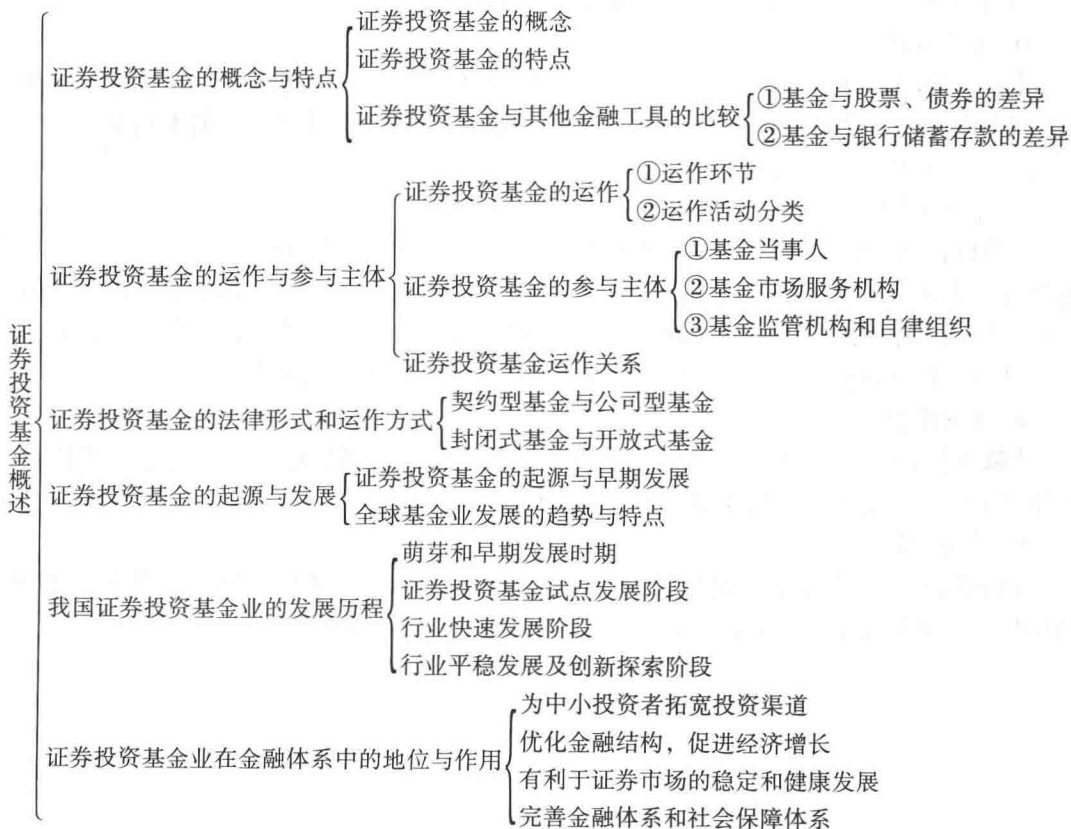 证券投资基金概述
证券投资基金的概念与特点
证券投资基金的概念
证券投资基金的特点
证券投资基金与其他金融工具的比较
①基金与股票、债券的差异
②基金与银行储蓄存款的差异
证券投资基金的运作与参与主体
证券投资基金的运作
①运作环节
②运作活动分类
证券投资基金的参与主体
①基金当事人
②基金市场服务机构
③基金监管机构和自律组织
证券投资基金运作关系
证券投资基金的法律形式和运作方式
契约型基金与公司型基金
封闭式基金与开放式基金
证券投资基金的起源与发展
证券投资基金的起源与早期发展
全球基金业发展的趋势与特点
我国证券投资基金业的发展历程
萌芽和早期发展时期
证券投资基金试点发展阶段
行业快速发展阶段
行业平稳发展及创新探索阶段
证券投资基金业在金融体系中的地位与作用
为中小投资者拓宽投资渠道
优化金融结构，促进经济增长
有利于证券市场的稳定和健康发展
完善金融体系和社会保障体系